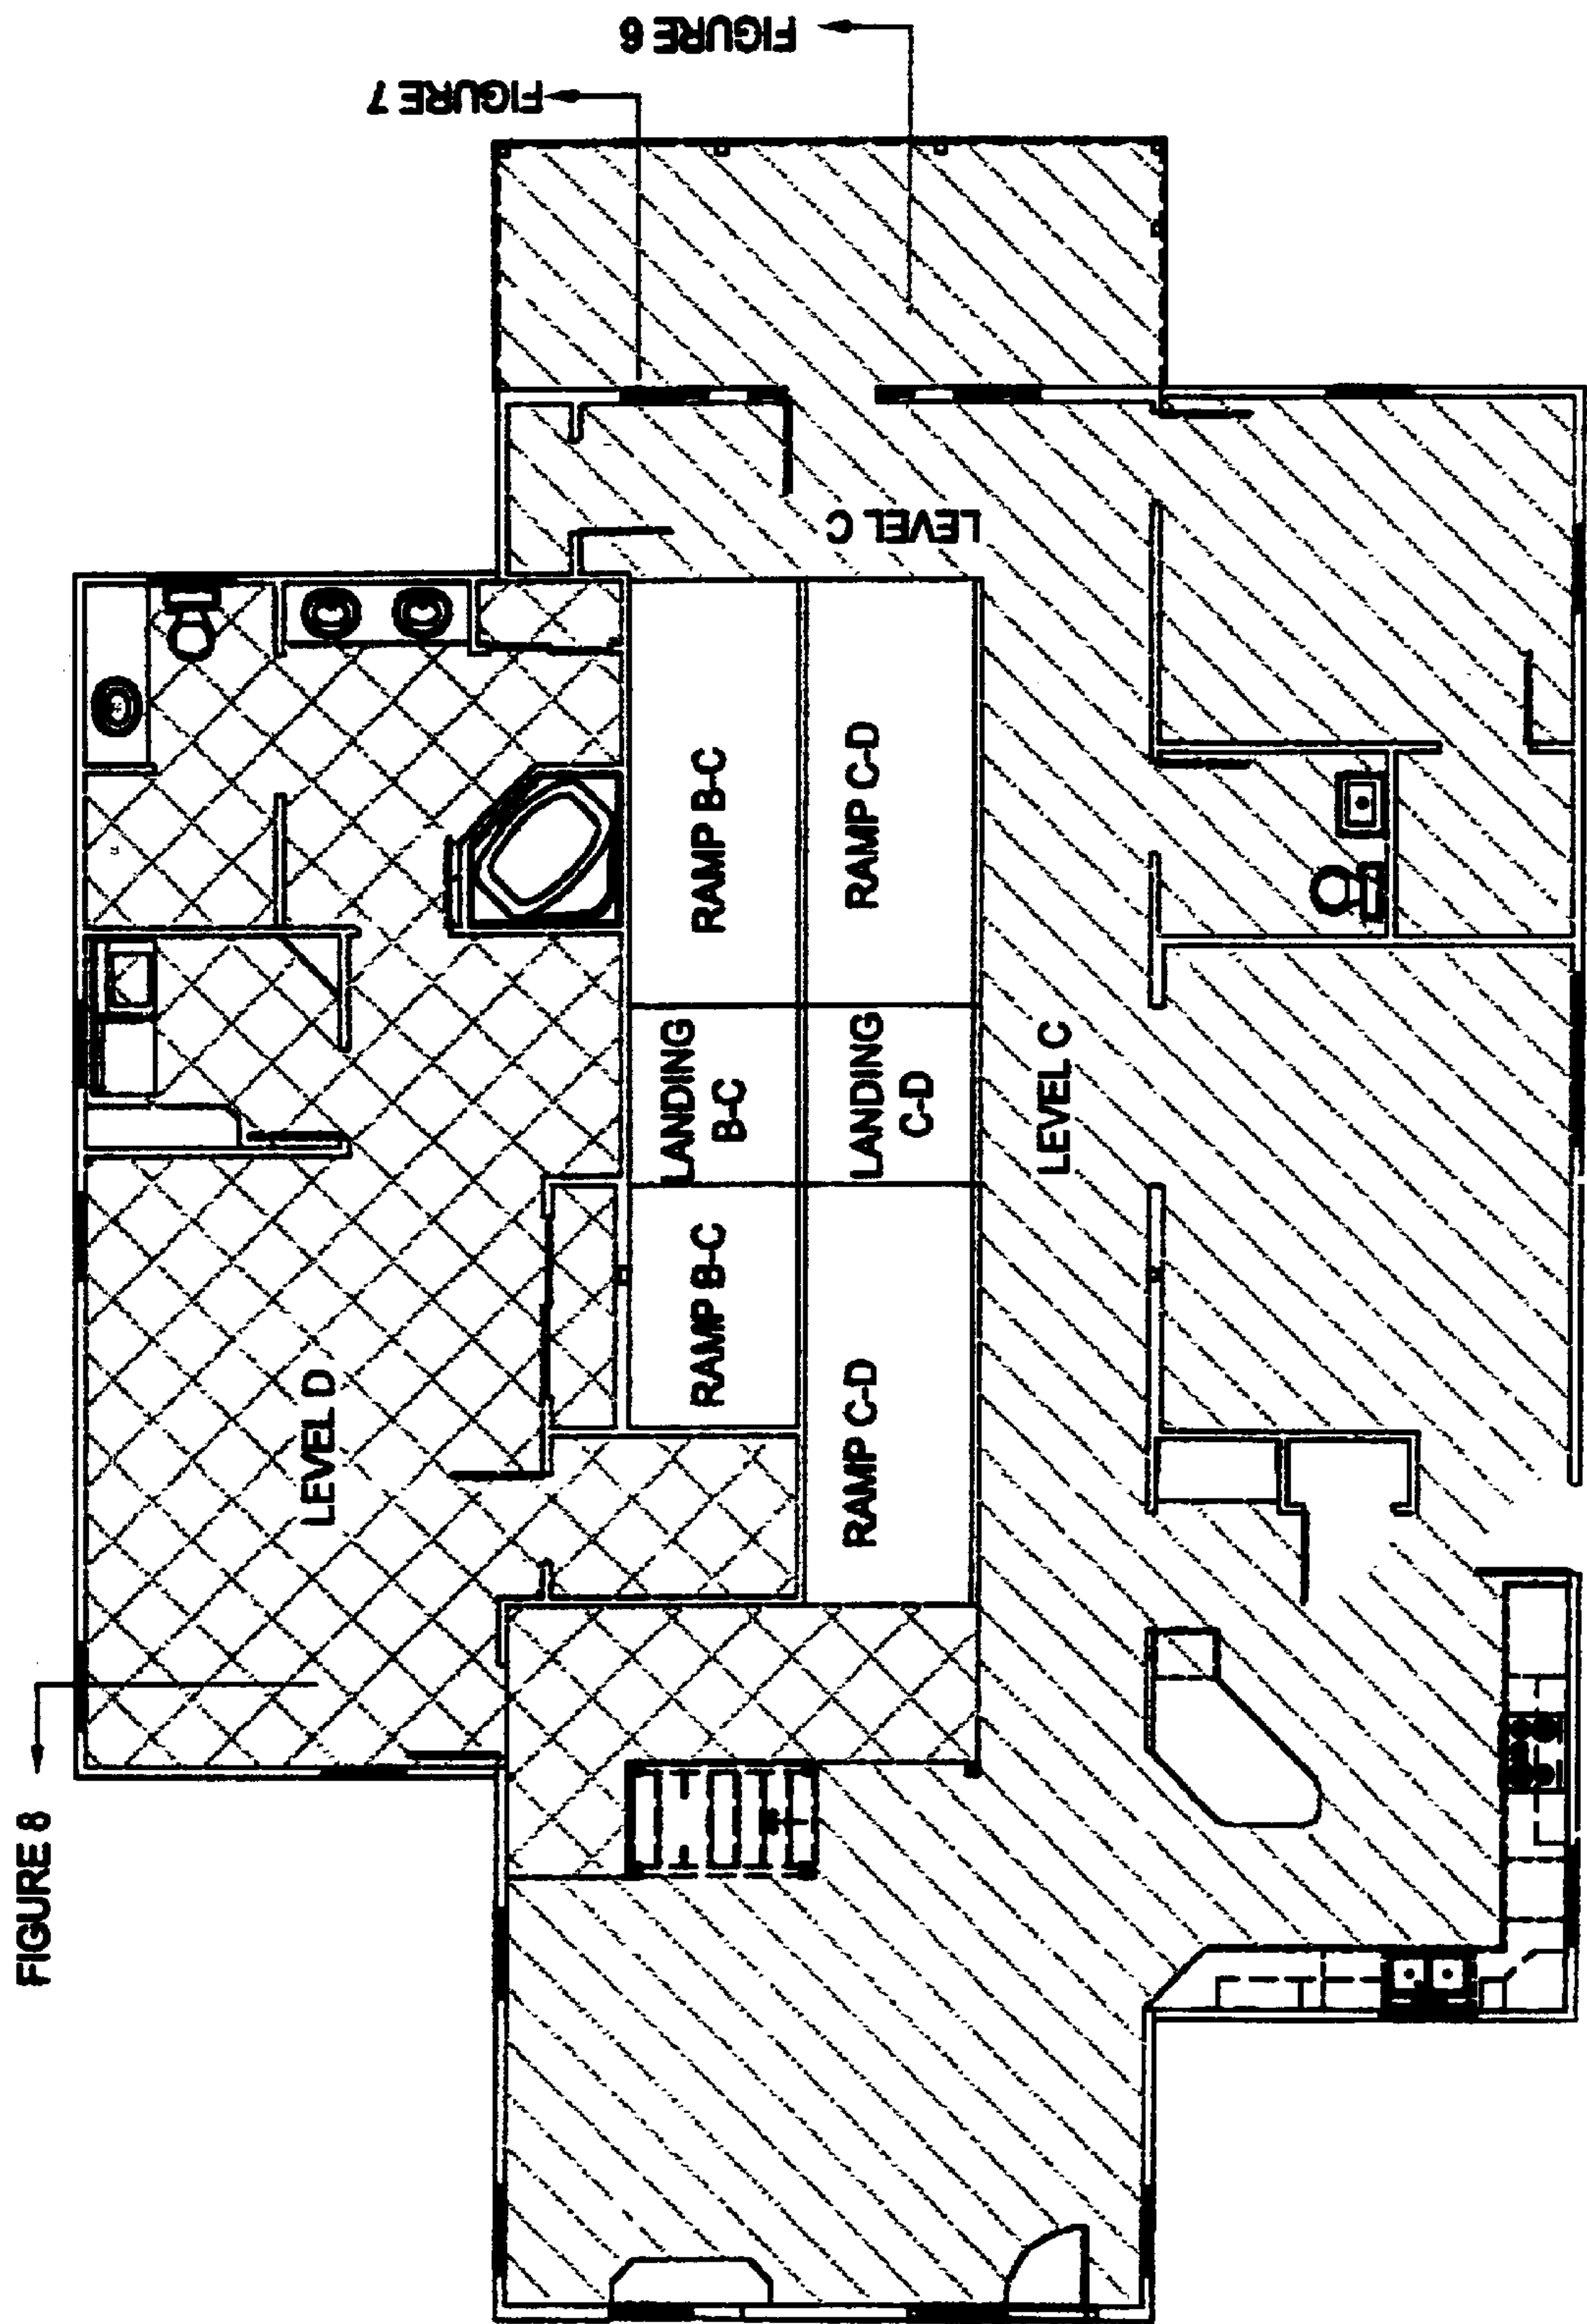 FIGURE 6
FIGURE 7
LEVEL C
RAMP B-C
RAMP C-D
LANDING
B-C
LANDING
C-D
LEVEL C
RAMP B-C
RAMP C-D
LEVEL D
FIGURE 8